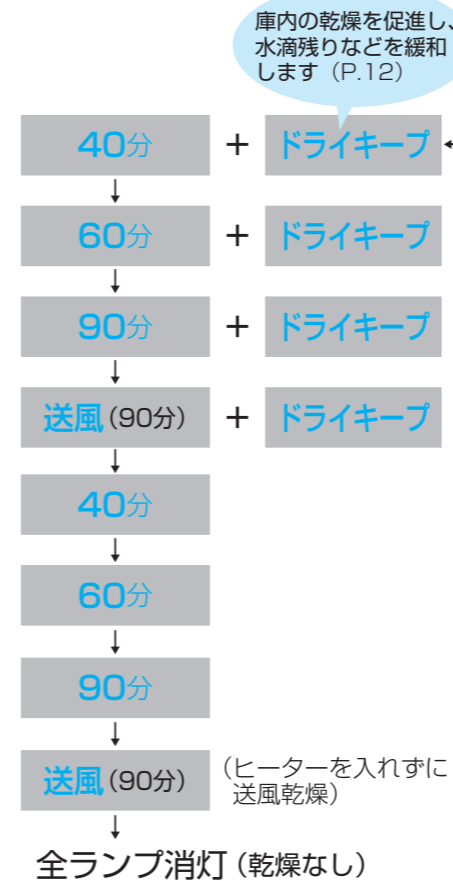 庫内の乾燥を促進し、
水滴残りなどを緩和
します（P.12）
40分 + ドライキープ
60分 + ドライキープ
90分 + ドライキープ
送風(90分) + ドライキープ
40分
60分
90分
送風(90分)
（ヒーターを入れずに
送風乾燥）
全ランプ消灯(乾燥なし)